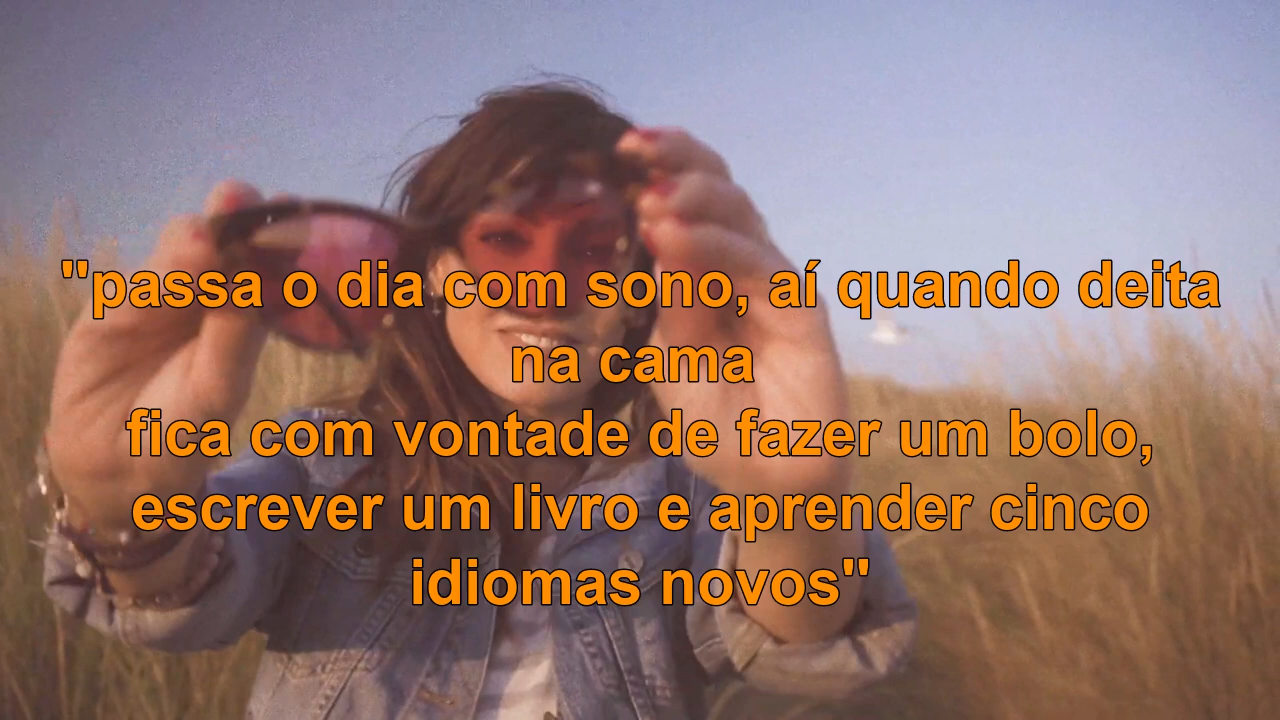 "passa o dia com sono, aí quando deita
na cama
fica com vontade de fazer um bolo,
escrever um livro e aprender cinco
idiomas novos"